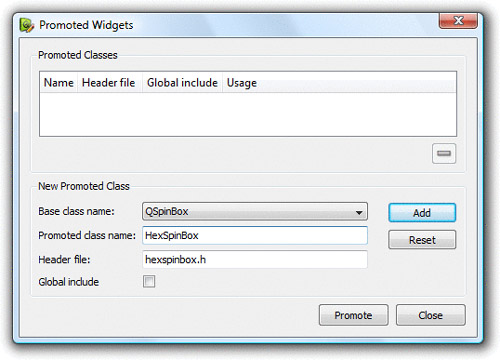 Promoted Widgets
Promoted Classes
Name Header file Global include Usage
New Promoted Class
Base class name: QSpinBox Add
Promoted class name: HexSpinBox Reset
Header file: hexspinbox.h
Global include
Promote Close